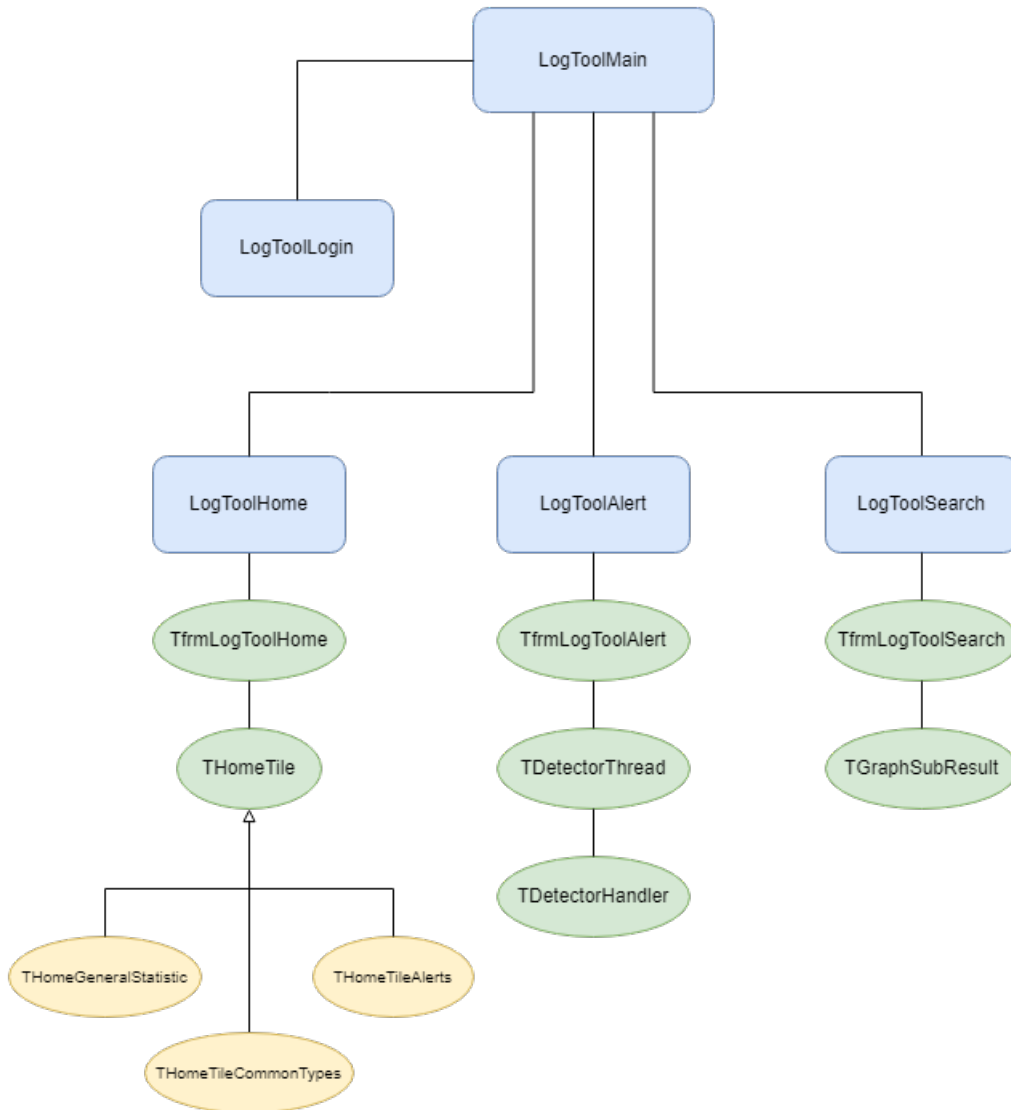 LogToolMain
LogToolLogin
LogToolHome
LogToolAlert
LogToolSearch
TfrmLogToolHome
TfrmLogToolAlert
TfrmLogToolSearch
THomeTile
TDetectorThread
TGraphSubResult
TDetectorHandler
THomeGeneralStatistic
THomeTileAlerts
THomeTileCommonTypes